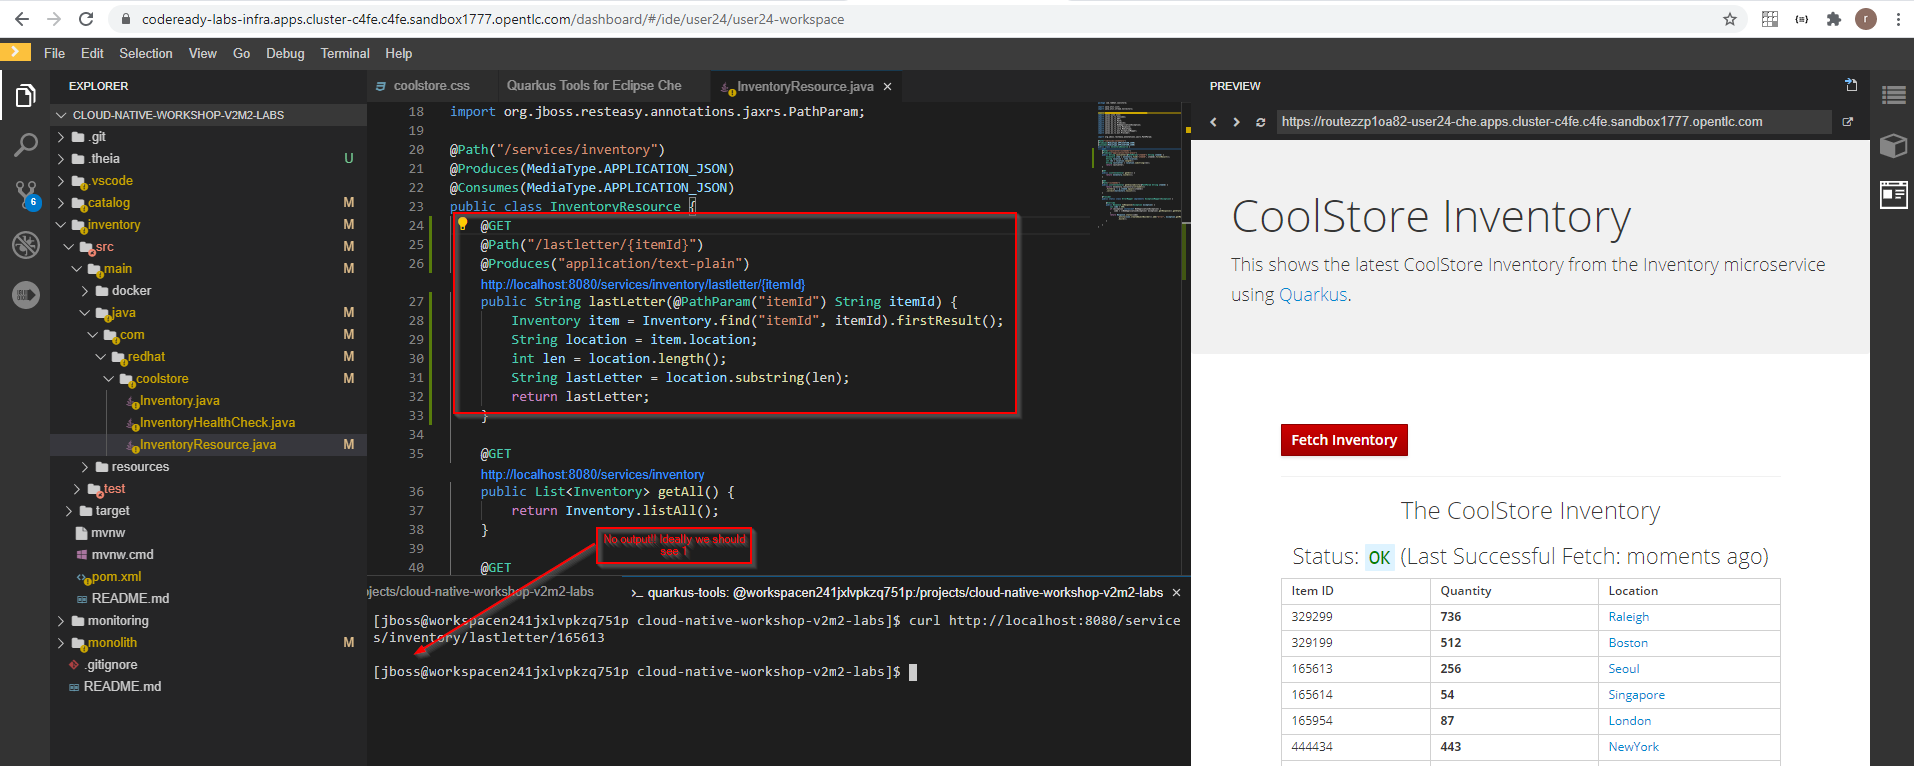 codeready-labs-infra.apps.cluster-c4fe.c4fe.sandbox1777.opentlc.com/dashboard/#/ide/user24/user24-workspace
r
File Edit Selection View Go Debug Terminal Help
EXPLORER
CLOUD-NATIVE-WORKSHOP-V2M2-LABS
.git
.theia U
.vscode
catalog M
inventory M
src M
main M
docker
java M
com M
redhat M
coolstore M
Inventory.java
InventoryHealthCheck.java
InventoryResource.java M
resources
test
target
mvnw
mvnw.cmd
pom.xml
README.md
monitoring
monolith M
.gitignore
README.md
6
coolstore.css Quarkus Tools for Eclipse Che InventoryResource.java
18 import org.jboss.resteasy.annotations.jaxrs.PathParam;
19
20 @Path("/services/inventory")
21 @Produces(MediaType.APPLICATION_JSON)
22 @Consumes(MediaType.APPLICATION_JSON)
23 public class InventoryResource {
24 @GET
25 @Path("/lastletter/{itemId}")
26 @Produces("application/text-plain")
http://localhost:8080/services/inventory/lastletter/{itemId}
27 public String lastLetter(@PathParam("itemId") String itemId) {
28 Inventory item = Inventory.find("itemId", itemId).firstResult();
29 String location = item.location;
30 int len = location.length();
31 String lastLetter = location.substring(len);
32 return lastLetter;
33 }
34
35 @GET
http://localhost:8080/services/inventory
36 public List<Inventory> getAll() {
37 return Inventory.listAll();
38 }
39
40 @GET
No output!! Ideally we should
see 1
ojects/cloud-native-workshop-v2m2-labs >_ quarkus-tools: @workspacen241jxlvpkzq751p:/projects/cloud-native-workshop-v2m2-labs
[jboss@workspacen241jxlvpkzq751p cloud-native-workshop-v2m2-labs]$ curl http://localhost:8080/service
s/inventory/lastletter/165613
[jboss@workspacen241jxlvpkzq751p cloud-native-workshop-v2m2-labs]$
PREVIEW
https://routezzp1oa82-user24-che.apps.cluster-c4fe.c4fe.sandbox1777.opentlc.com
CoolStore Inventory
This shows the latest CoolStore Inventory from the Inventory microservice
using Quarkus.
Fetch Inventory
The CoolStore Inventory
Status: OK (Last Successful Fetch: moments ago)
Item ID Quantity Location
329299 736 Raleigh
329199 512 Boston
165613 256 Seoul
165614 54 Singapore
165954 87 London
444434 443 NewYork